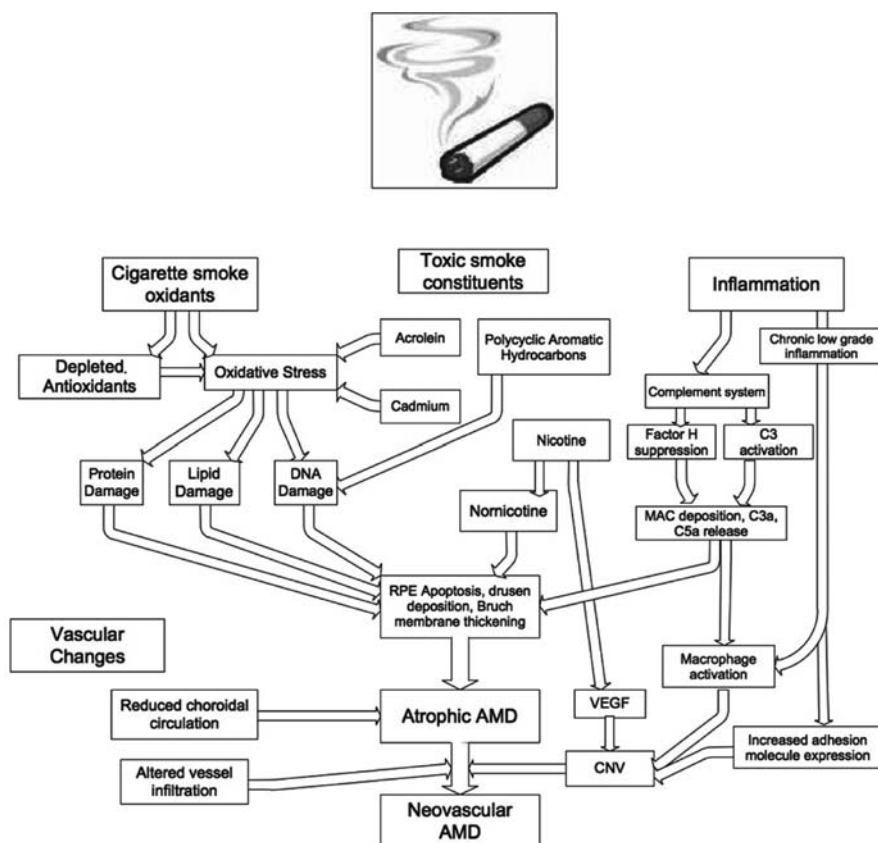 Cigarette smoke
oxidants
Toxic smoke
constituents
Inflammation
Depleted.
Antioxidants
Oxidative Stress
Acrolein
Cadmium
Polycyclic Aromatic
Hydrocarbons
Chronic low grade
inflammation
Complement system
Factor H
suppression
C3
activation
Protein
Damage
Lipid
Damage
DNA
Damage
Nicotine
Nornicotine
MAC deposition, C3a,
C5a release
RPE Apoptosis, drusen
deposition, Bruch
membrane thickening
Vascular
Changes
Macrophage
activation
Reduced choroidal
circulation
Atrophic AMD
VEGF
Increased adhesion
molecule expression
Altered vessel
infiltration
CNV
Neovascular
AMD